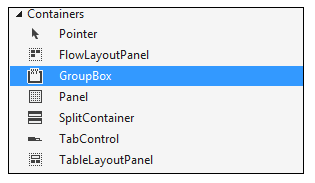 Containers
Pointer
FlowLayoutPanel
GroupBox
Panel
SplitContainer
TabControl
TableLayoutPanel